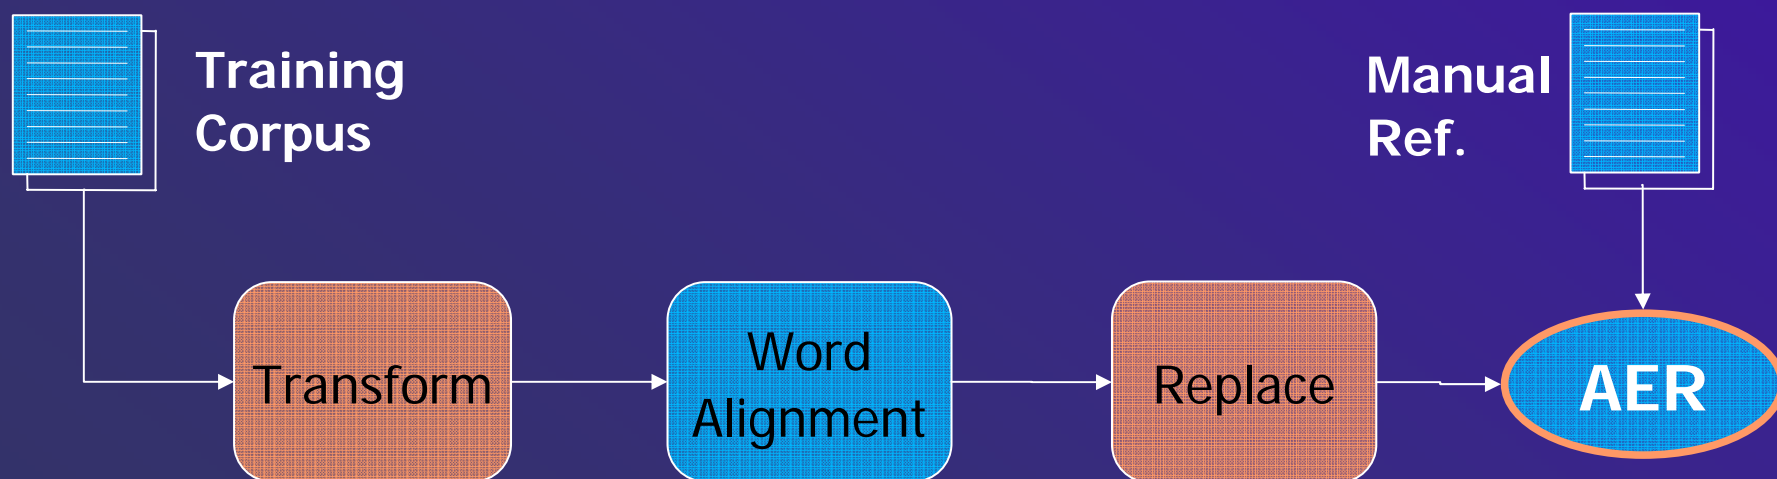 Training
Corpus
Manual
Ref.
Transform
Word
Alignment
Replace
AER